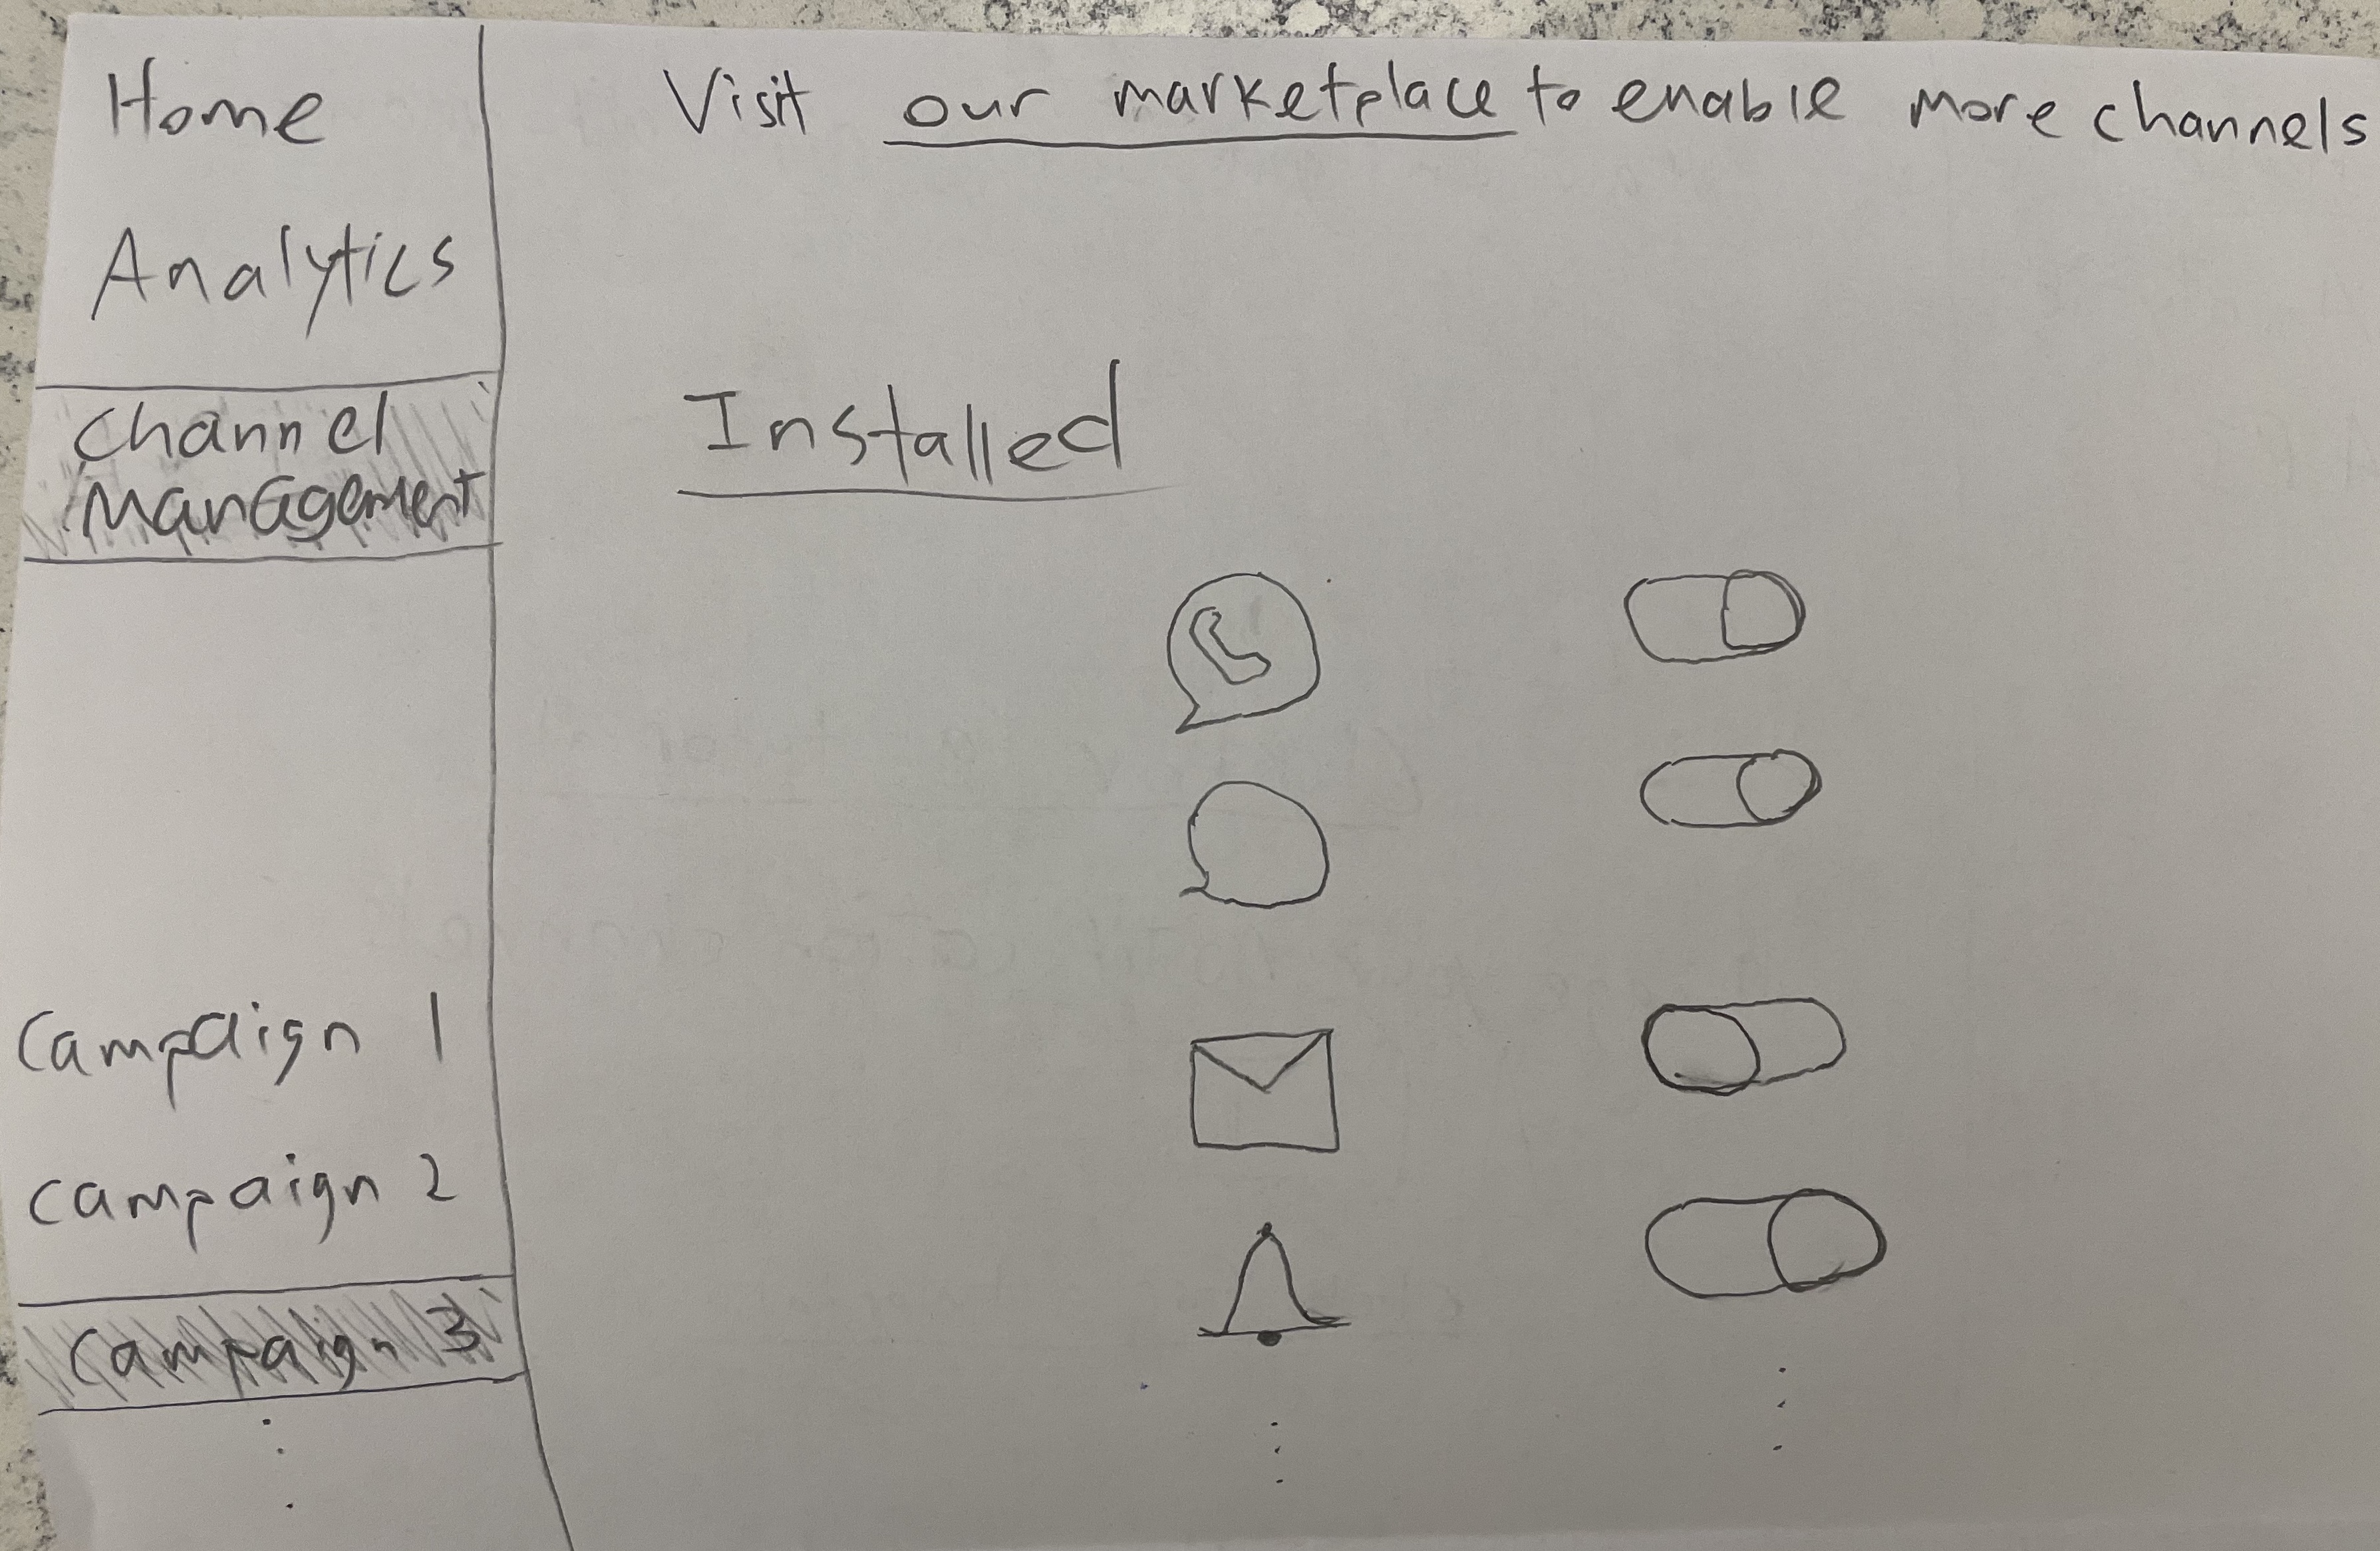 Home
Analytics
Channel
Management
Campaign 1
Campaign 2
Campaign 3
Visit our marketplace to enable more channels
Installed